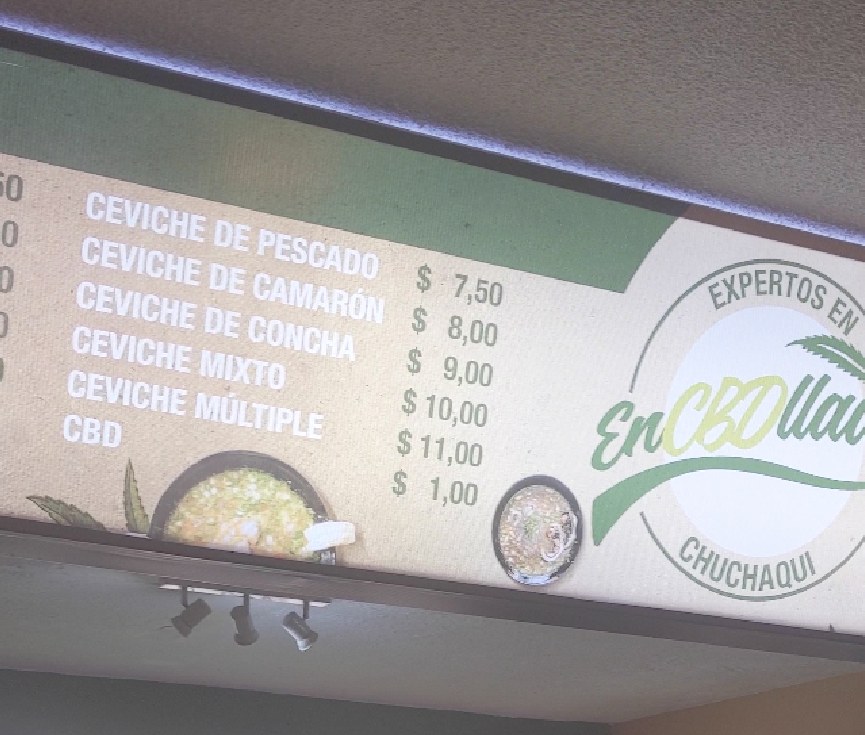 CEVICHE DE PESCADO $ 7,50
CEVICHE DE CAMARÓN $ 8,00
CEVICHE DE CONCHA $ 9,00
CEVICHE MIXTO $ 10,00
CEVICHE MÚLTIPLE $ 11,00
CBD $ 1,00
EXPERTOS EN
EnCBDlla
CHUCHAQUI